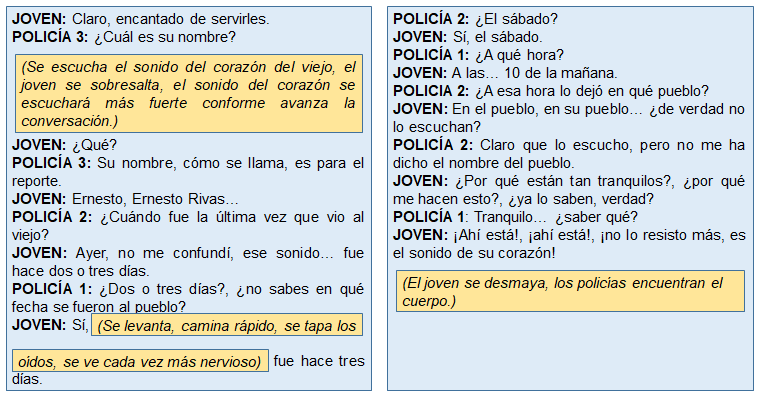 JOVEN: Claro, encantado de servirles.
POLICÍA 3: ¿Cuál es su nombre?
(Se escucha el sonido del corazón del viejo, el
joven se sobresalta, el sonido del corazón se
escuchará más fuerte conforme avanza la
conversación.)
JOVEN: ¿Qué?
POLICÍA 3: Su nombre, cómo se llama, es para el
reporte.
JOVEN: Ernesto, Ernesto Rivas…
POLICÍA 2: ¿Cuándo fue la última vez que vio al
viejo?
JOVEN: Ayer, no me confundí, ese sonido… fue
hace dos o tres días.
POLICÍA 1: ¿Dos o tres días?, ¿no sabes en qué
fecha se fueron al pueblo?
JOVEN: Sí, (Se levanta, camina rápido, se tapa los
oídos, se ve cada vez más nervioso) fue hace tres
días.
POLICÍA 2: ¿El sábado?
JOVEN: Sí, el sábado.
POLICÍA 1: ¿A qué hora?
JOVEN: A las… 10 de la mañana.
POLICÍA 2: ¿A esa hora lo dejó en qué pueblo?
JOVEN: En el pueblo, en su pueblo… ¿de verdad no
lo escuchan?
POLICÍA 2: Claro que lo escucho, pero no me ha
dicho el nombre del pueblo.
JOVEN: ¿Por qué están tan tranquilos?, ¿por qué
me hacen esto?, ¿ya lo saben, verdad?
POLICÍA 1: Tranquilo… ¿saber qué?
JOVEN: ¡Ahí está!, ¡ahí está!, ¡no lo resisto más, es
el sonido de su corazón!
(El joven se desmaya, los policías encuentran el
cuerpo.)